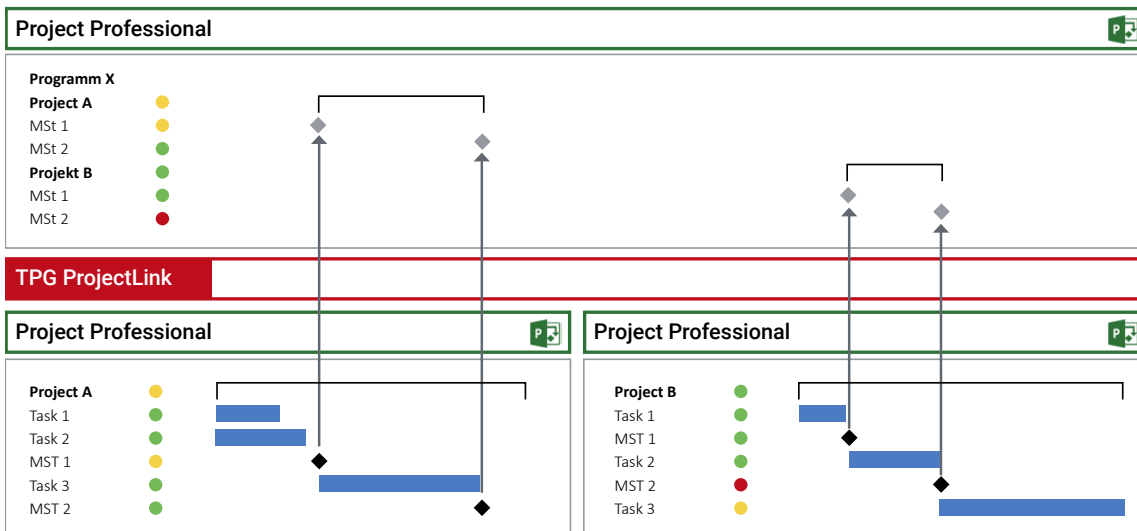 Project Professional
P
Programm X
Project A
MSt 1
MSt 2
Projekt B
MSt 1
MSt 2
TPG ProjectLink
Project Professional
P
Project A
Task 1
Task 2
MST 1
Task 3
MST 2
Project Professional
P
Project B
Task 1
MST 1
Task 2
MST 2
Task 3